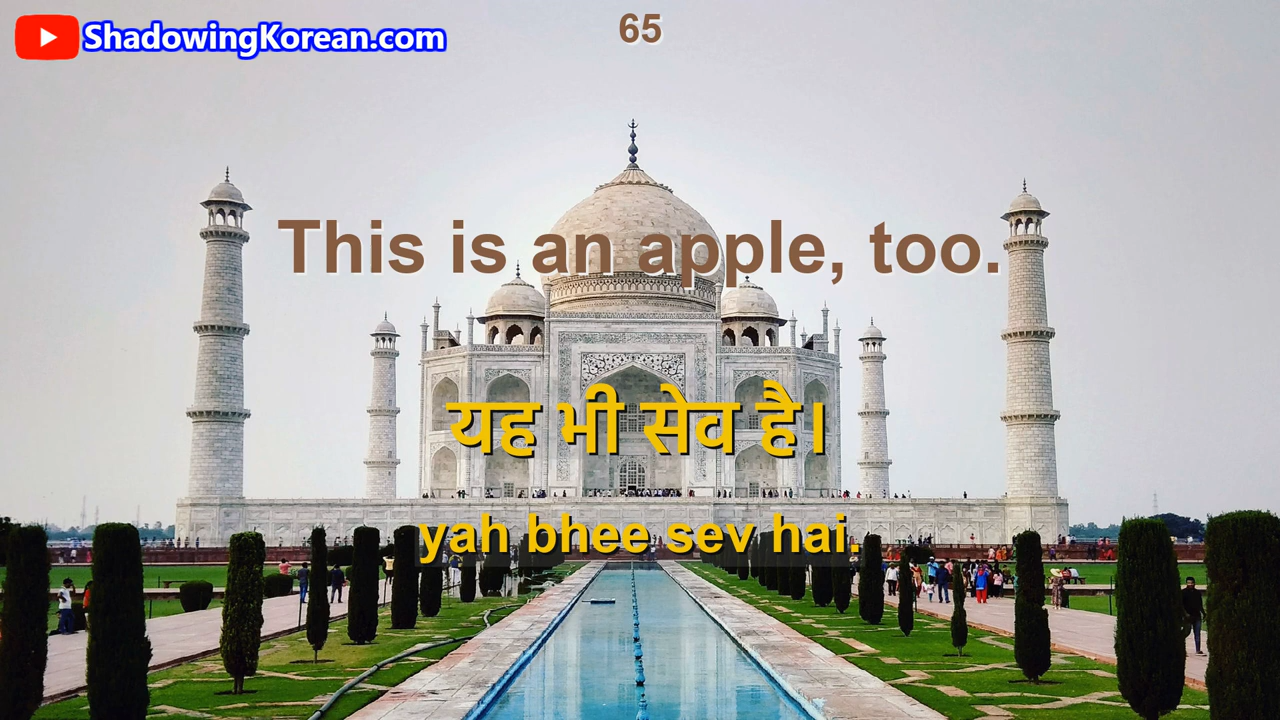 ShadowingKorean.com
65
This is an apple, too.
यह भी सेव है।
yah bhee sev hai.